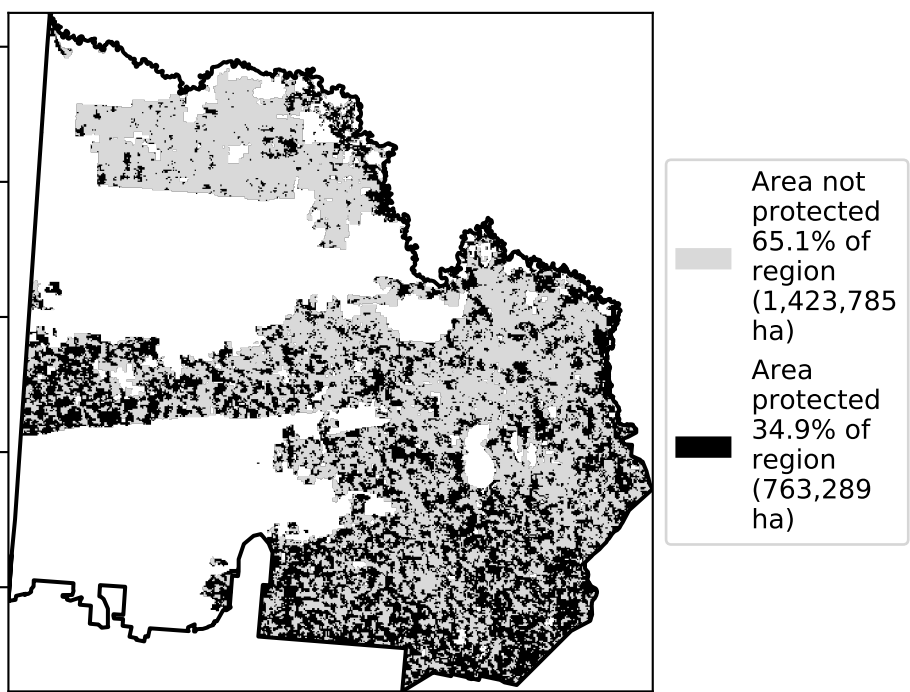 Area not
protected
65.1% of
region
(1,423,785
ha)
Area
protected
34.9% of
region
(763,289
ha)